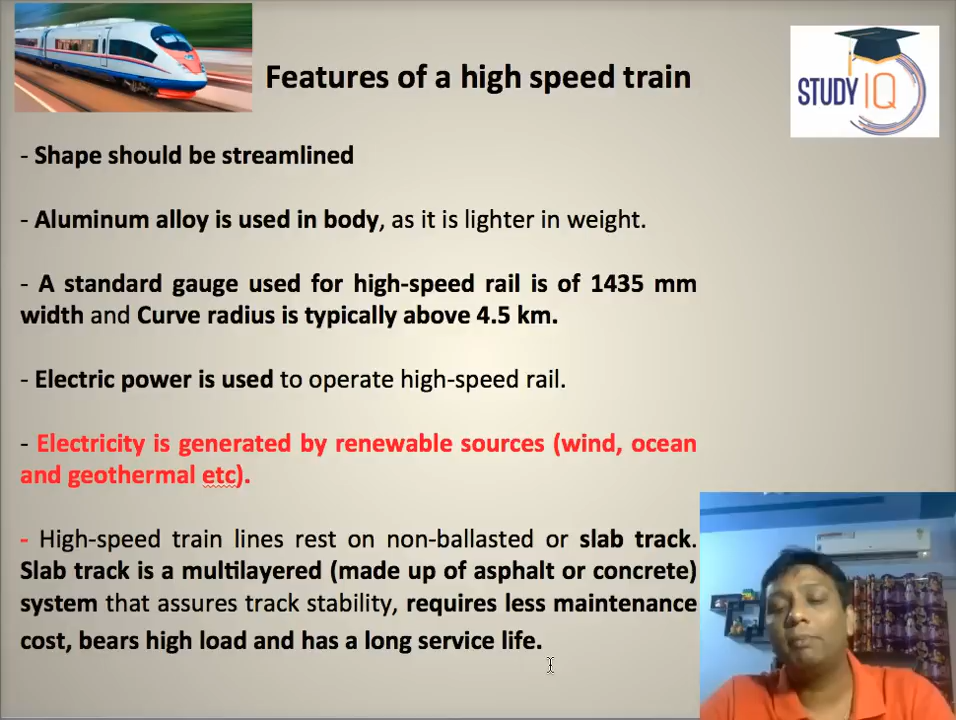 Features of a high speed train
STUDY IQ
- Shape should be streamlined
- Aluminum alloy is used in body, as it is lighter in weight.
- A standard gauge used for high-speed rail is of 1435 mm
width and Curve radius is typically above 4.5 km.
- Electric power is used to operate high-speed rail.
- Electricity is generated by renewable sources (wind, ocean
and geothermal etc).
- High-speed train lines rest on non-ballasted or slab track.
Slab track is a multilayered (made up of asphalt or concrete)
system that assures track stability, requires less maintenance
cost, bears high load and has a long service life.